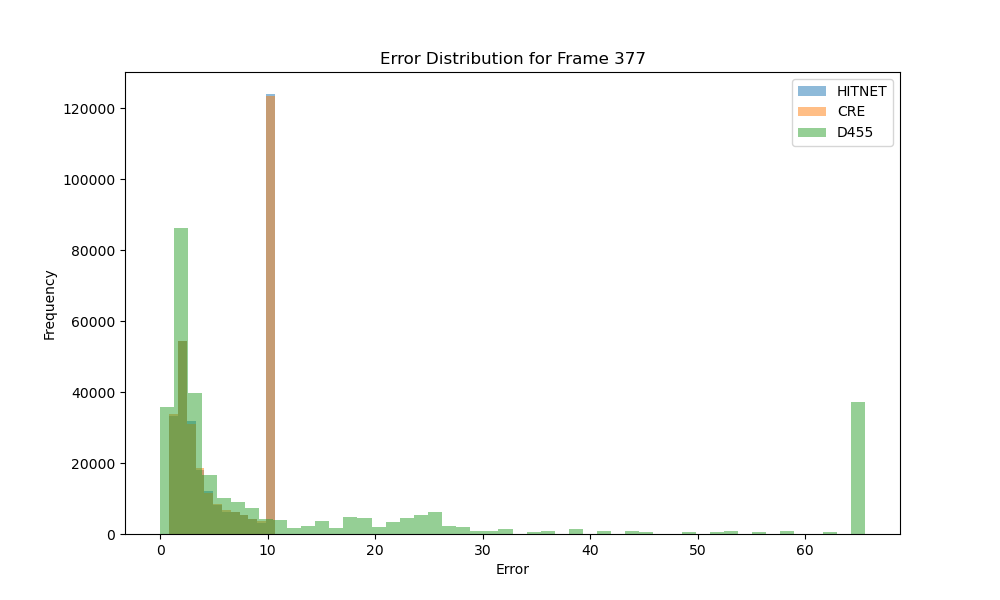 Error Distribution for Frame 377
HITNET
CRE
D455
120000
100000
80000
60000
40000
20000
0
Frequency
0 10 20 30 40 50 60
Error